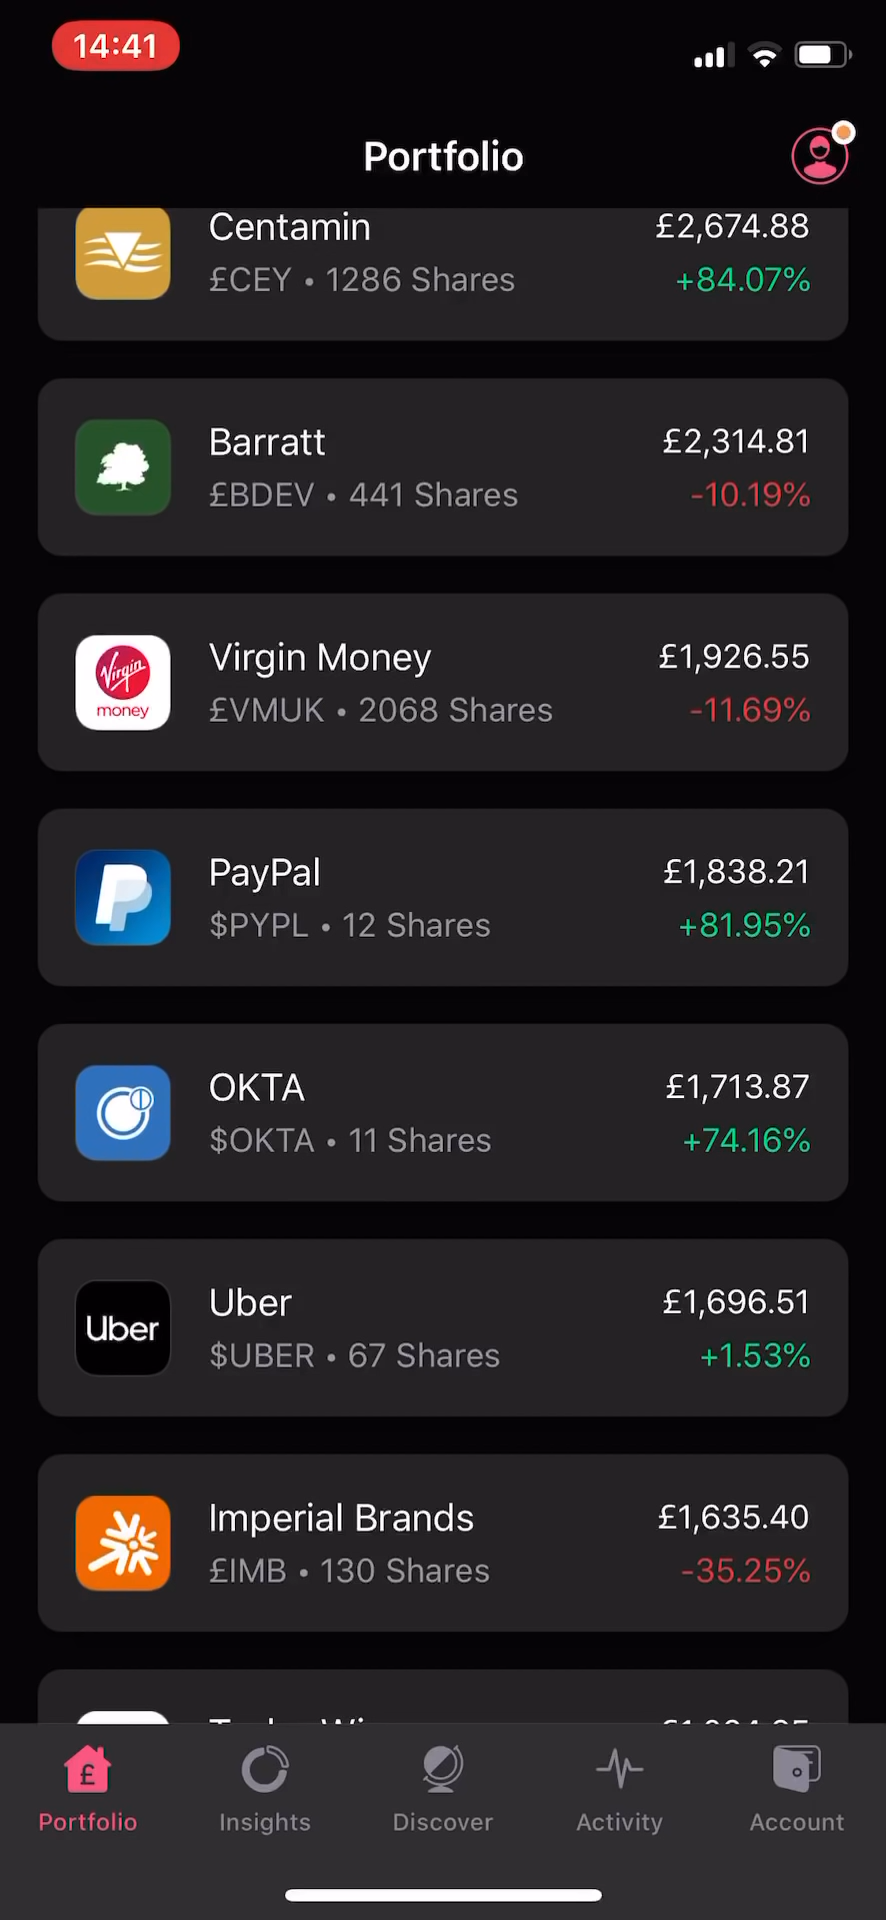 14:41
Portfolio
Centamin £2,674.88
£CEY • 1286 Shares +84.07%
Barratt £2,314.81
£BDEV • 441 Shares -10.19%
Virgin money
Virgin Money £1,926.55
£VMUK • 2068 Shares -11.69%
PayPal £1,838.21
$PYPL • 12 Shares +81.95%
OKTA £1,713.87
$OKTA • 11 Shares +74.16%
Uber
Uber £1,696.51
$UBER • 67 Shares +1.53%
Imperial Brands £1,635.40
£IMB • 130 Shares -35.25%
£
Portfolio Insights Discover Activity Account